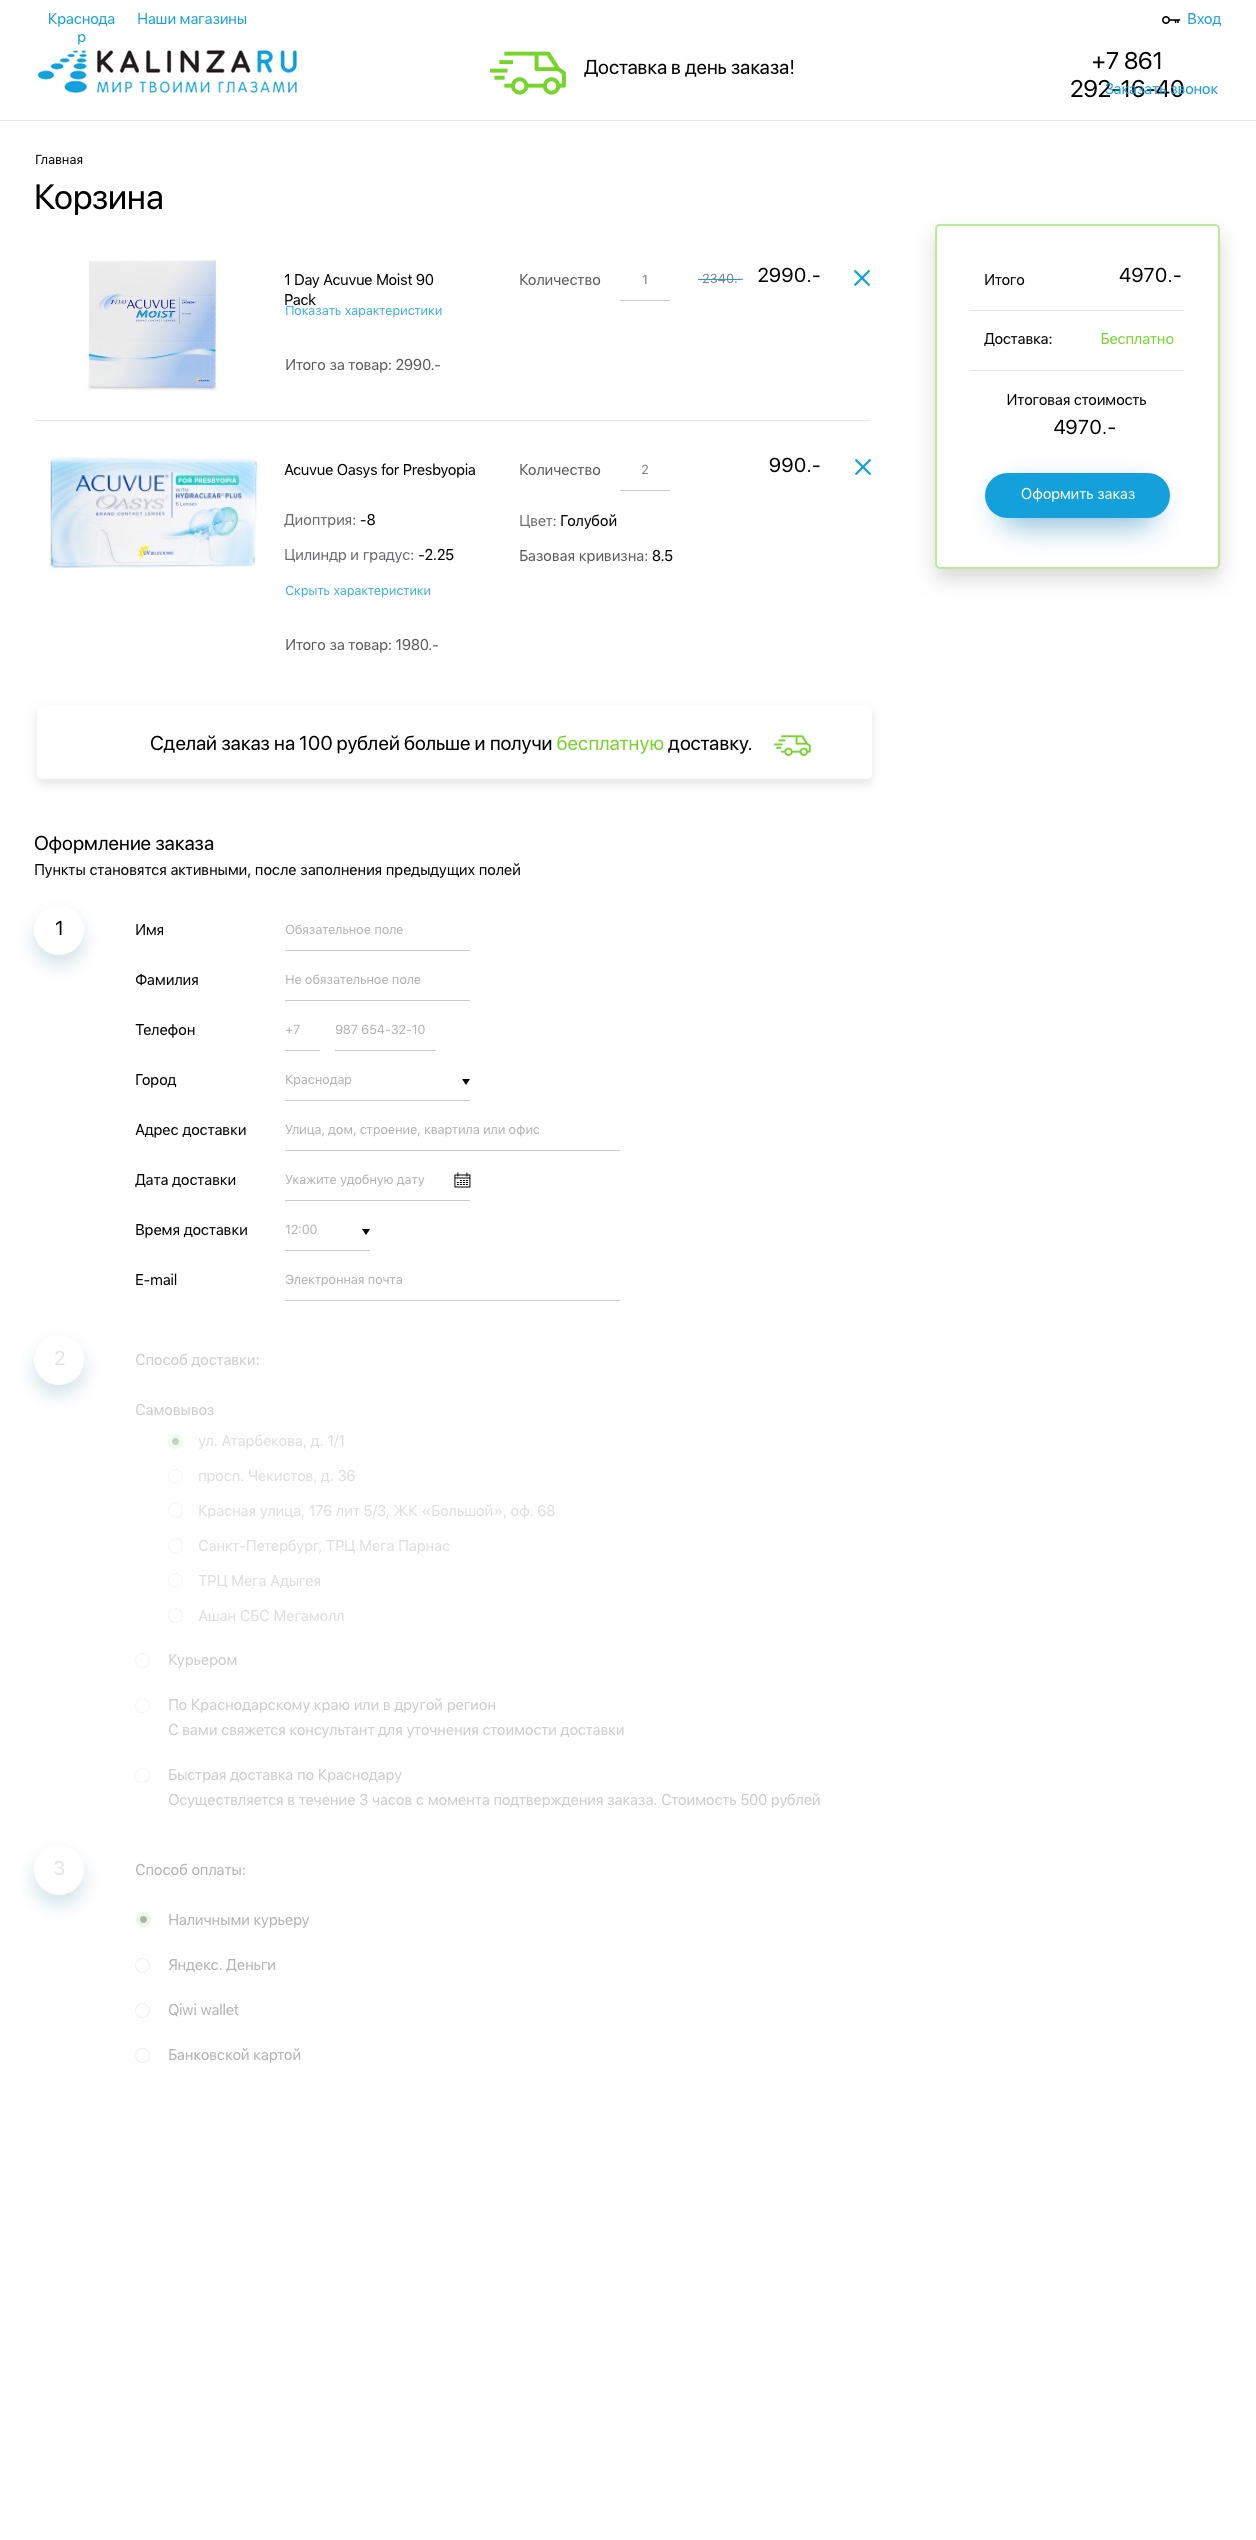 Краснода
р
Наши магазины
Вход
KALINZARU
МИР ТВОИМИ ГЛАЗАМИ
Доставка в день заказа!
+7 861
292-16-40
Заказать звонок
Главная
Корзина
1-DAY ACUVUE
MOIST
BRAND CONTACT LENSES
1 Day Acuvue Moist 90
Pack
Показать характеристики
Количество
1
2340.-
2990.-
Итого за товар: 2990.-
Итого
4970.-
Доставка:
Бесплатно
Итоговая стоимость
4970.-
Оформить заказ
ACUVUE®
OASYS
BRAND CONTACT LENSES
FOR PRESBYOPIA
WITH
HYDRACLEAR® PLUS
6 Lenses
Acuvue Oasys for Presbyopia
Количество
2
990.-
Диоптрия: -8
Цвет: Голубой
Цилиндр и градус: -2.25
Базовая кривизна: 8.5
Скрыть характеристики
Итого за товар: 1980.-
Сделай заказ на 100 рублей больше и получи бесплатную доставку.
Оформление заказа
Пункты становятся активными, после заполнения предыдущих полей
1
Имя
Обязательное поле
Фамилия
Не обязательное поле
Телефон
+7
987 654-32-10
Город
Краснодар
Адрес доставки
Улица, дом, строение, квартила или офис
Дата доставки
Укажите удобную дату
Время доставки
12:00
E-mail
Электронная почта
2
Способ доставки:
Самовывоз
ул. Атарбекова, д. 1/1
просп. Чекистов, д. 36
Красная улица, 176 лит 5/3, ЖК «Большой», оф. 68
Санкт-Петербург, ТРЦ Мега Парнас
ТРЦ Мега Адыгея
Ашан СБС Мегамолл
Курьером
По Краснодарскому краю или в другой регион
С вами свяжется консультант для уточнения стоимости доставки
Быстрая доставка по Краснодару
Осуществляется в течение 3 часов с момента подтверждения заказа. Стоимость 500 рублей
3
Способ оплаты:
Наличными курьеру
Яндекс. Деньги
Qiwi wallet
Банковской картой